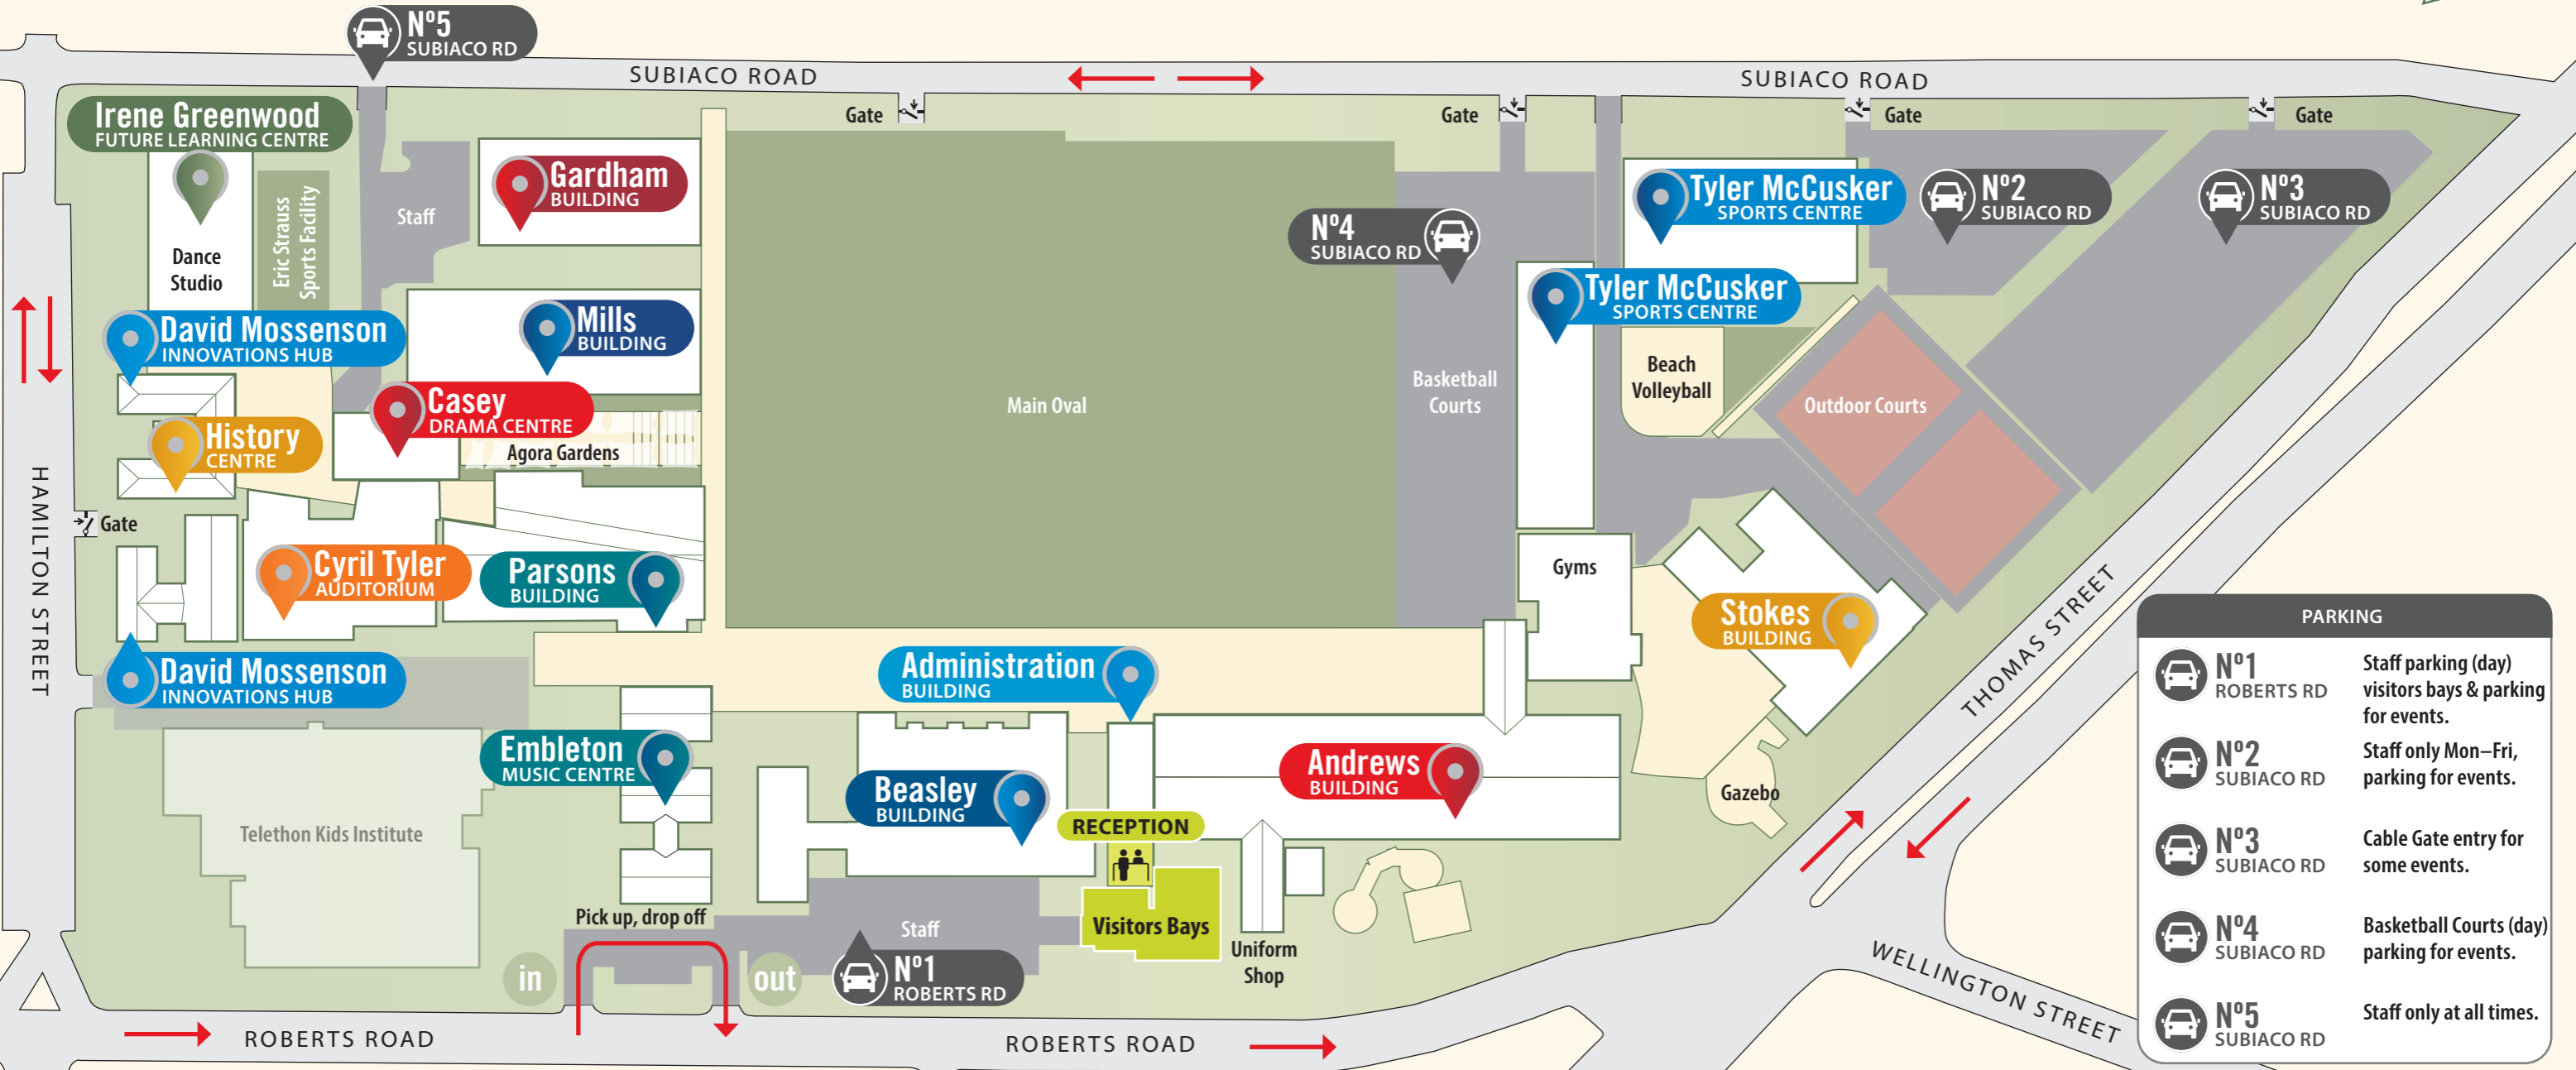 Nº5
SUBIACO RD
SUBIACO ROAD
SUBIACO ROAD
Irene Greenwood
FUTURE LEARNING CENTRE
Gate
Gate
Gate
Gate
Gardham
BUILDING
Staff
Eric Strauss
Sports Facility
Dance
Studio
Nº4
SUBIACO RD
Tyler McCusker
SPORTS CENTRE
Nº2
SUBIACO RD
Nº3
SUBIACO RD
David Mossenson
INNOVATIONS HUB
Mills
BUILDING
Tyler McCusker
SPORTS CENTRE
Casey
DRAMA CENTRE
Main Oval
Basketball
Courts
Beach
Volleyball
Outdoor Courts
History
CENTRE
Agora Gardens
HAMILTON STREET
Gate
Cyril Tyler
AUDITORIUM
Parsons
BUILDING
Gyms
Stokes
BUILDING
THOMAS STREET
David Mossenson
INNOVATIONS HUB
Administration
BUILDING
Embleton
MUSIC CENTRE
Beasley
BUILDING
Andrews
BUILDING
Gazebo
RECEPTION
Telethon Kids Institute
Pick up, drop off
Staff
Visitors Bays
Uniform
Shop
in
out
Nº1
ROBERTS RD
ROBERTS ROAD
ROBERTS ROAD
WELLINGTON STREET
PARKING
Nº1
ROBERTS RD
Staff parking (day)
visitors bays & parking
for events.
Nº2
SUBIACO RD
Staff only Mon–Fri,
parking for events.
Nº3
SUBIACO RD
Cable Gate entry for
some events.
Nº4
SUBIACO RD
Basketball Courts (day)
parking for events.
Nº5
SUBIACO RD
Staff only at all times.